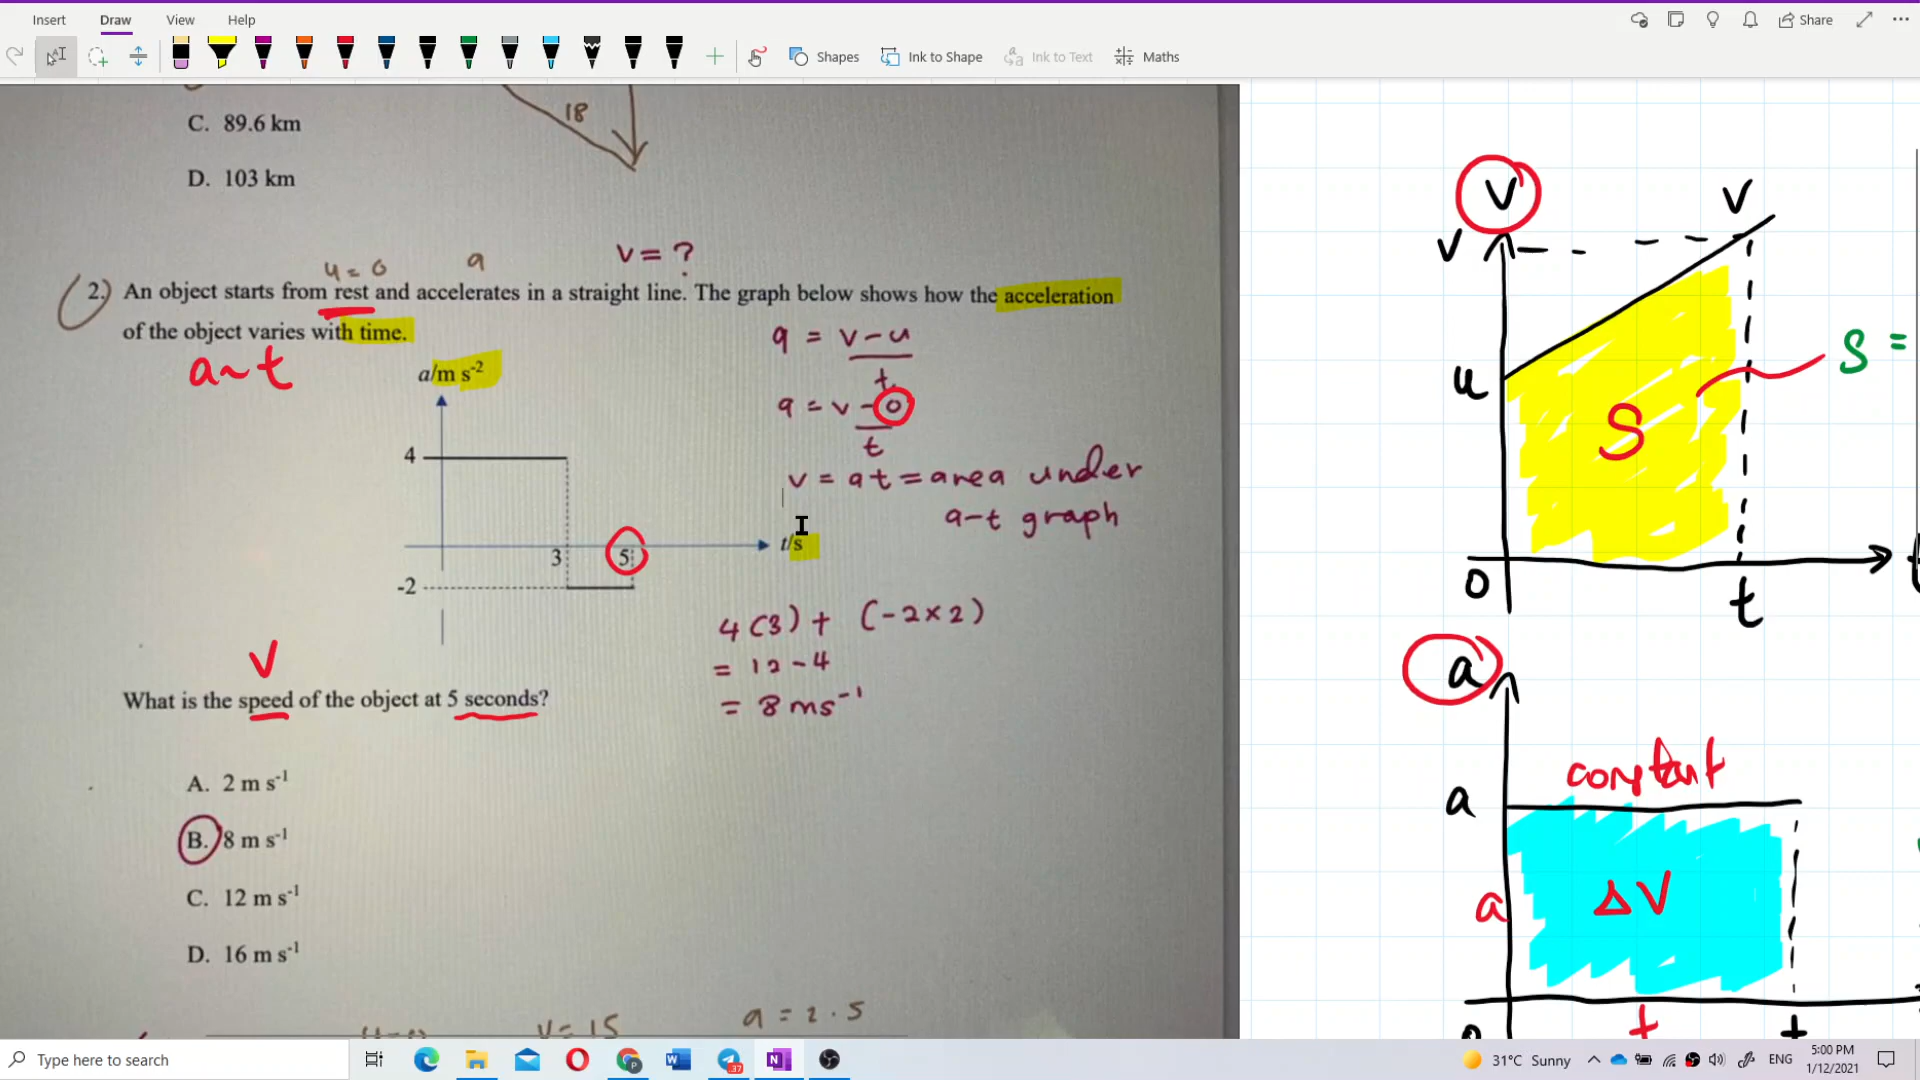 Insert Draw View Help
Share
Shapes Ink to Shape Ink to Text Maths
18
C. 89.6 km
D. 103 km
u = 0 a v = ?
2. An object starts from rest and accelerates in a straight line. The graph below shows how the acceleration
of the object varies with time.
a~t
a/m s-2
4
3
5
-2
t/s
a = v - u
t
a = v - 0
t
v = at = area under
a-t graph
4(3) + (-2×2)
= 12 - 4
= 8 ms-1
v
What is the speed of the object at 5 seconds?
A. 2 m s-1
B. 8 m s-1
C. 12 m s-1
D. 16 m s-1
v = 15 a = 2.5
V
V
V
u
S
S =
0
t
a
constant
a
a
ΔV
t
t
Type here to search
37
31°C Sunny
ENG
5:00 PM
1/12/2021